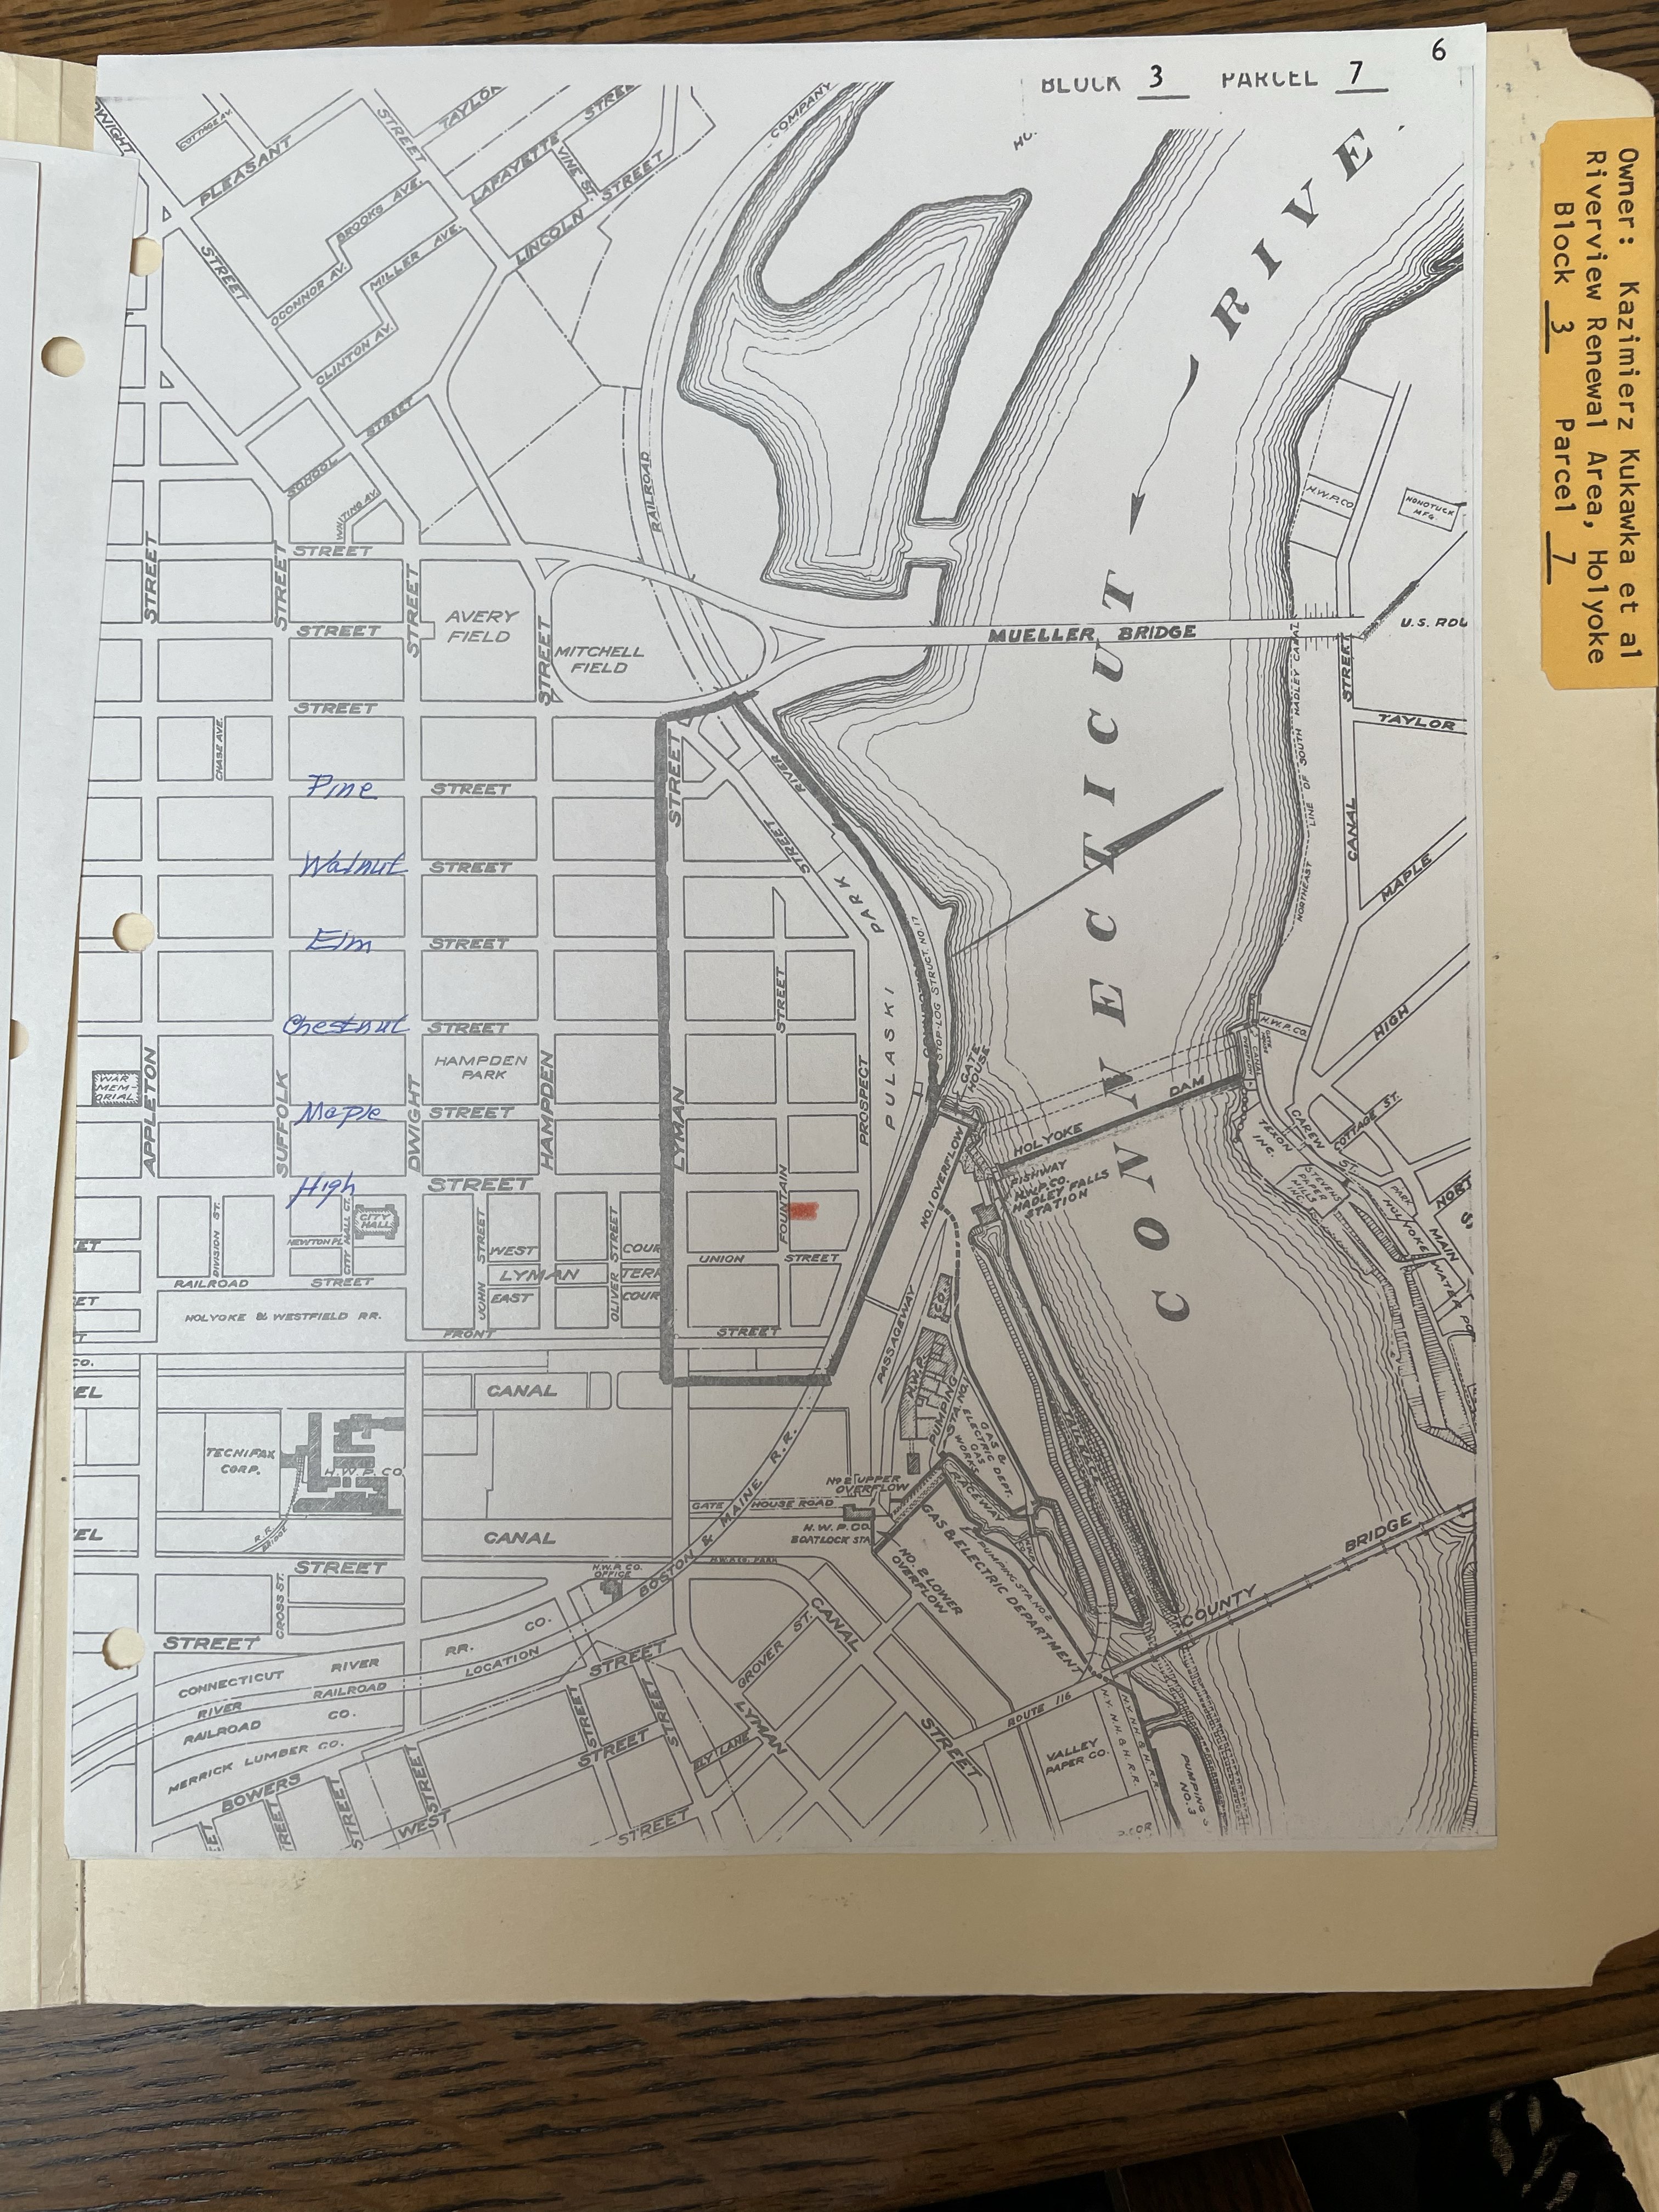 6
BLOCK 3 PARCEL 7
Owner: Kazimierz Kukawka et al
Riverview Renewal Area, Holyoke
Block 3 Parcel 7
COTTAGE AV.
PLEASANT
STREET
TAYLOR
LAFAYETTE
VINE ST.
STREET
LINCOLN
BROOKS AVE.
MILLER AVE.
OCONNOR AV.
CLINTON AV.
STREET
STREET
SCHOOL
WHITING AV.
COMPANY
RAILROAD
CONNECTICUT RIVER
H.W.P.CO
NONOTUCK
MFG.
STREET
STREET
STREET
STREET
STREET
STREET
AVERY
FIELD
STREET
MITCHELL
FIELD
STREET
MUELLER BRIDGE
STREET
TAYLOR
CANAL
MAPLE
HIGH
NORTHEAST LINE OF SOUTH HADLEY CANAL
CHASE AVE.
Pine STREET
Walnut STREET
Elm STREET
Chestnut STREET
Maple STREET
High STREET
HAMPDEN
PARK
WAR
MEM-
ORIAL
APPLETON
SUFFOLK
DWIGHT
HAMPDEN
LYMAN
STREET
RIVER
STREET
PULASKI PARK
PROSPECT
STREET
FOUNTAIN
STOP-LOG STRUCT. NO. 17
GATE
HOUSE
HOLYOKE DAM
FISHWAY
H.W.P.CO.
HADLEY FALLS
STATION
NO.1 OVERFLOW
H.W.P.CO.
CAREW ST.
COTTAGE ST.
TEXON
INC.
STEVENS
PAPER
MILLS
INC.
PARK
HOLYOKE
MAIN
WATER
DIVISION ST.
NEWTON PL.
CITY HALL CT.
CITY
HALL
RAILROAD STREET
HOLYOKE & WESTFIELD RR.
JOHN STREET
WEST COUR
LYMAN TERR
EAST COUR
OLIVER STREET
FRONT STREET
UNION STREET
PASSAGEWAY
CANAL
TECHIFAX
CORP.
H.W.P.CO.
R.R.
BRIDGE
CANAL
H.W.P.
PUMPING
STA. NO.
GAS &
ELECTRIC DEPT.
GAS
WORKS
TAILRACE
NO. 2 UPPER
OVERFLOW
GATE HOUSE ROAD
H.W.P.CO.
BOATLOCK STA.
RACEWAY
GAS & ELECTRIC DEPARTMENT
PUMPING STA. NO. 2
NO. 2 LOWER
OVERFLOW
H.W.P.CO.
OFFICE
BOSTON & MAINE R.R.
STREET
CROSS ST.
STREET
CONNECTICUT RIVER
RR. CO.
LOCATION
RIVER RAILROAD
RAILROAD CO.
MERRICK LUMBER CO.
BOWERS
STREET
STREET
STREET
STREET
STREET
WEST
STREET
GROVER ST.
CANAL
LYMAN
ELY LANE
STREET
STREET
ROUTE 116
COUNTY BRIDGE
VALLEY
PAPER CO.
N.Y. N.H. & H. R.R.
N.Y. N.H. & H. R.R.
PUMPING
NO. 3